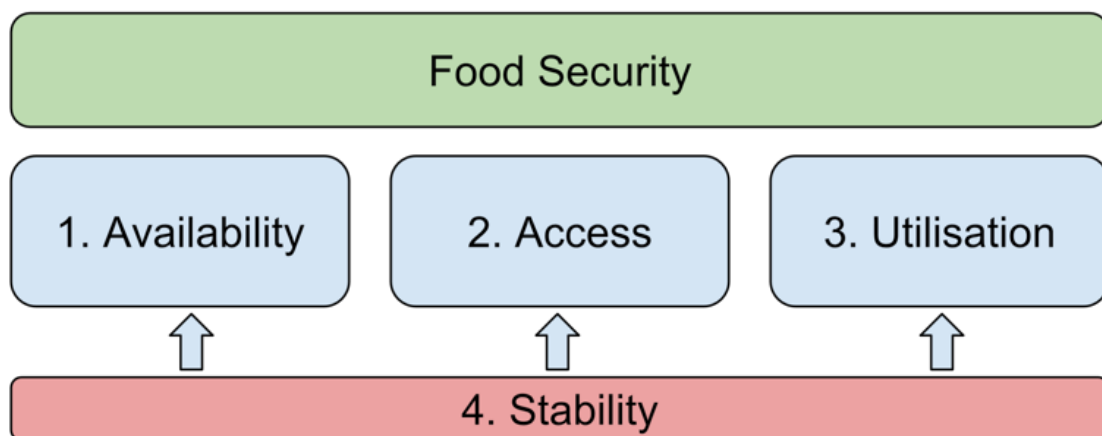 Food Security
1. Availability
2. Access
3. Utilisation
4. Stability